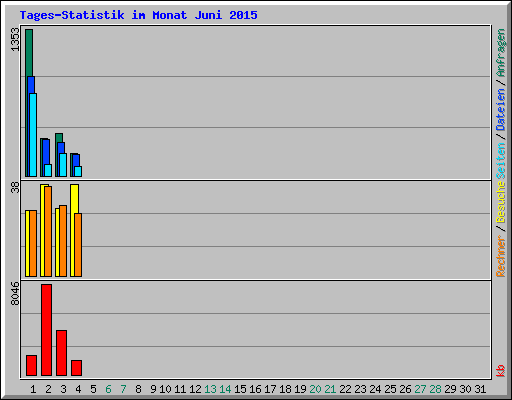 Tages-Statistik im Monat Juni 2015
1353
38
8046
Rechner / Besuche Seiten / Dateien / Anfragen
kb
1 2 3 4 5 6 7 8 9 10 11 12 13 14 15 16 17 18 19 20 21 22 23 24 25 26 27 28 29 30 31